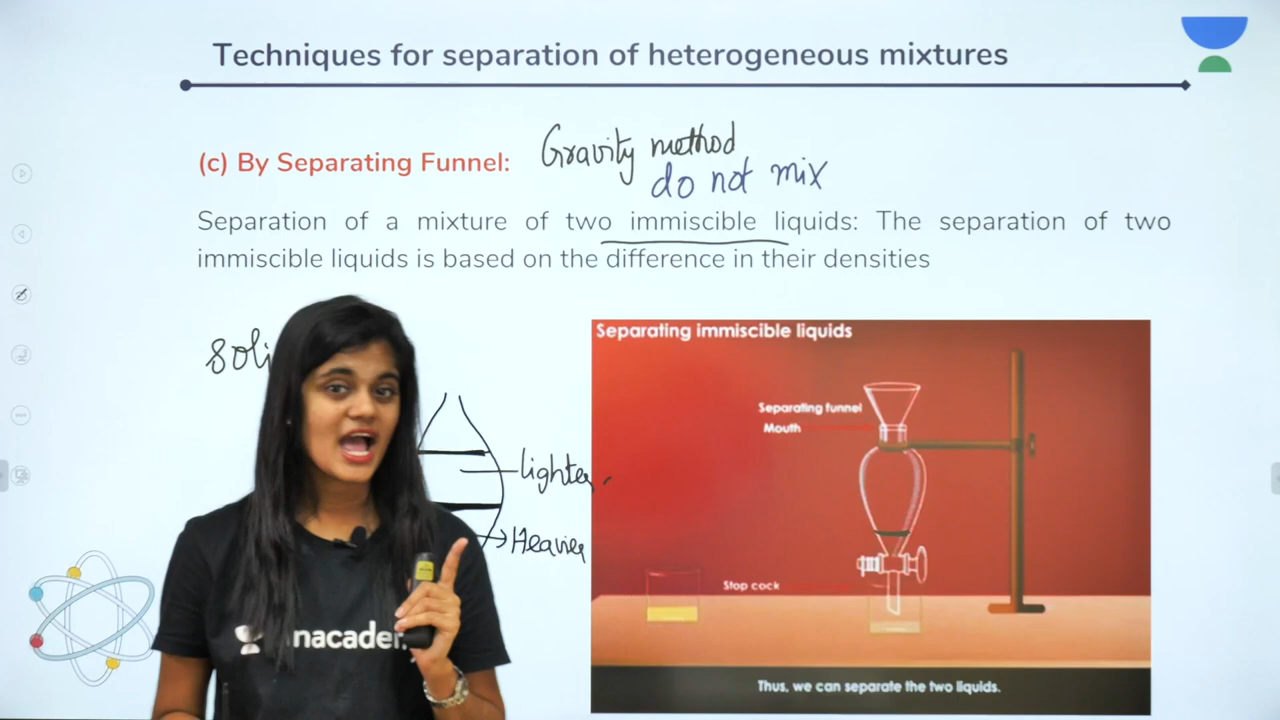 Techniques for separation of heterogeneous mixtures
(c) By Separating Funnel:
Gravity method
do not mix
Separation of a mixture of two immiscible liquids: The separation of two
immiscible liquids is based on the difference in their densities
Separating immiscible liquids
Separating funnel
Mouth
lighter
Heavier
Stop cock
Thus, we can separate the two liquids.